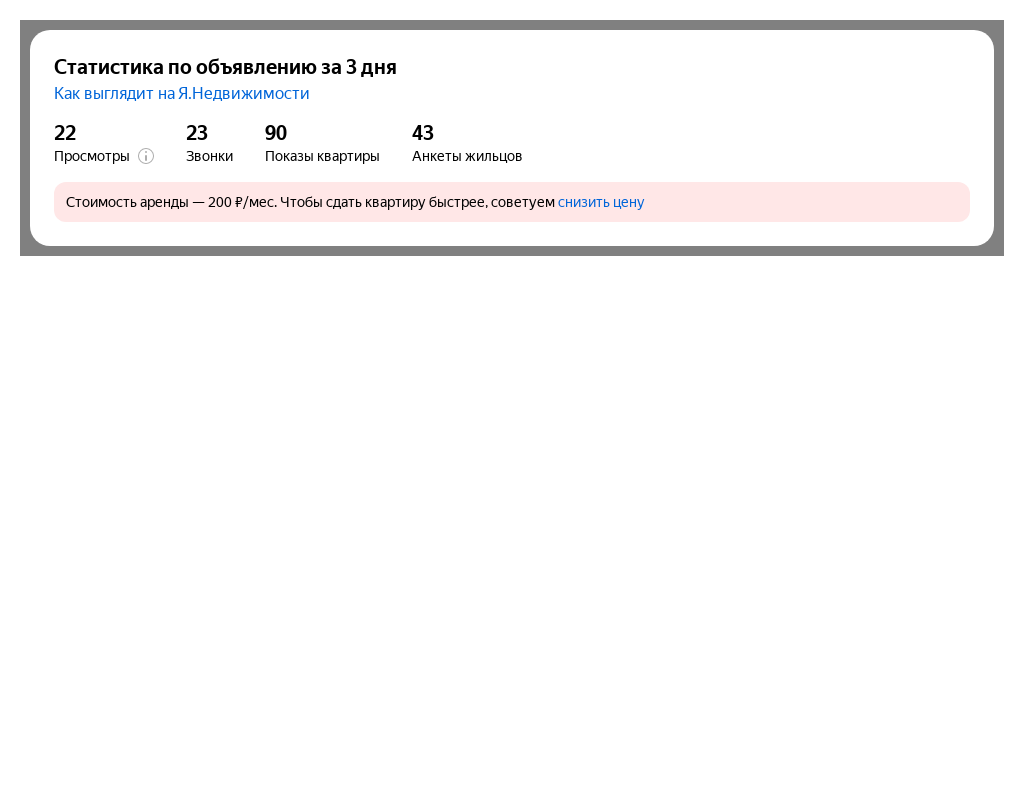 Статистика по объявлению за 3 дня
Как выглядит на Я.Недвижимости
22 23 90 43
Просмотры Звонки Показы квартиры Анкеты жильцов
Стоимость аренды — 200 ₽/мес. Чтобы сдать квартиру быстрее, советуем снизить цену